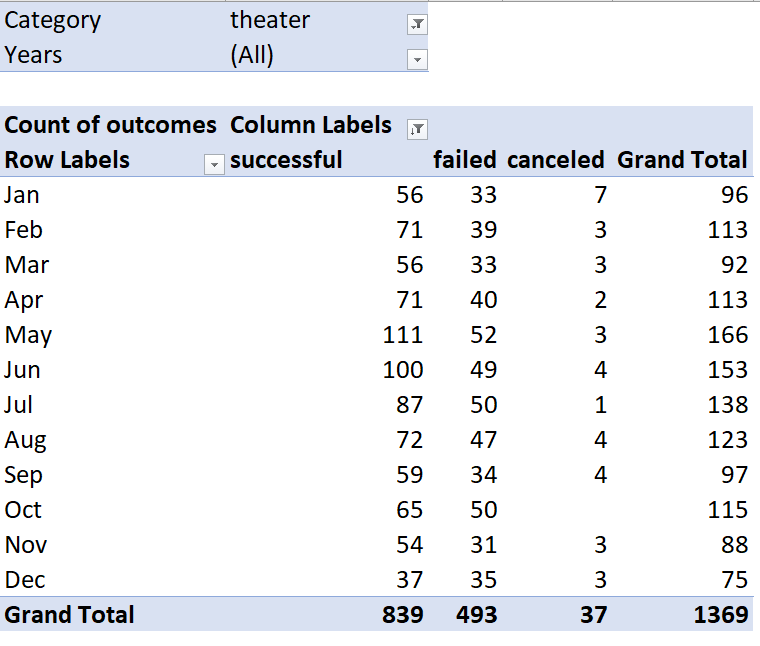 Category theater
Years (All)
Count of outcomes Column Labels
Row Labels successful failed canceled Grand Total
Jan 56 33 7 96
Feb 71 39 3 113
Mar 56 33 3 92
Apr 71 40 2 113
May 111 52 3 166
Jun 100 49 4 153
Jul 87 50 1 138
Aug 72 47 4 123
Sep 59 34 4 97
Oct 65 50 115
Nov 54 31 3 88
Dec 37 35 3 75
Grand Total 839 493 37 1369